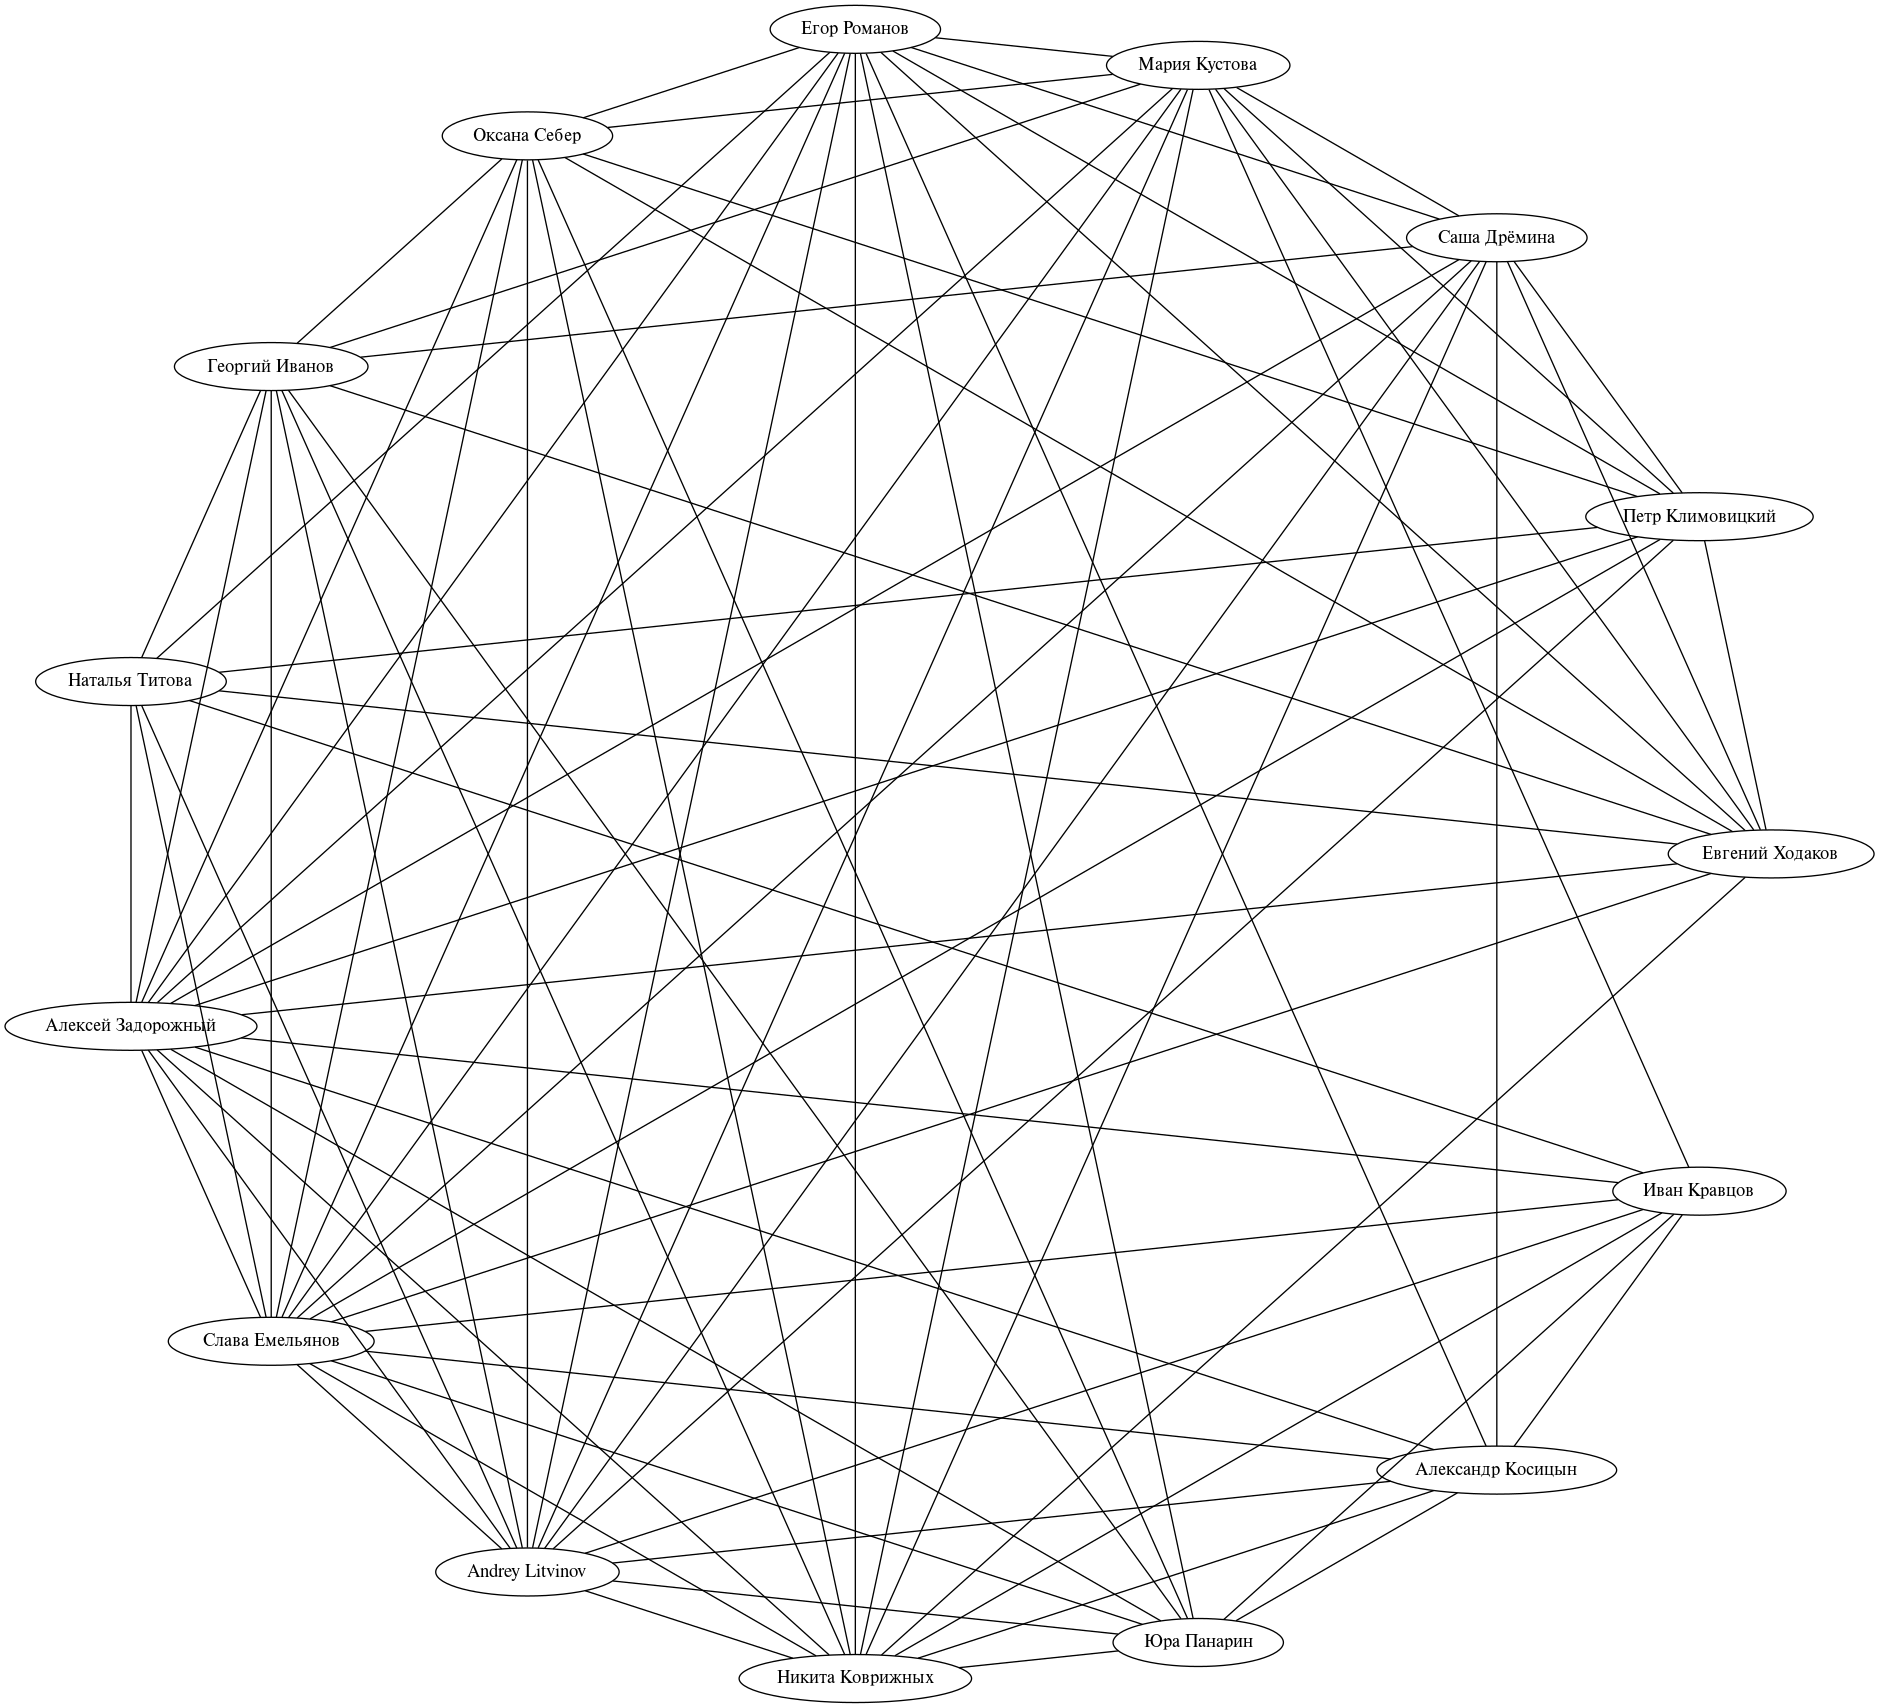 Егор Романов
Мария Кустова
Оксана Себер
Саша Дрёмина
Георгий Иванов
Петр Климовицкий
Наталья Титова
Евгений Ходаков
Алексей Задорожный
Иван Кравцов
Слава Емельянов
Александр Косицын
Andrey Litvinov
Юра Панарин
Никита Коврижных